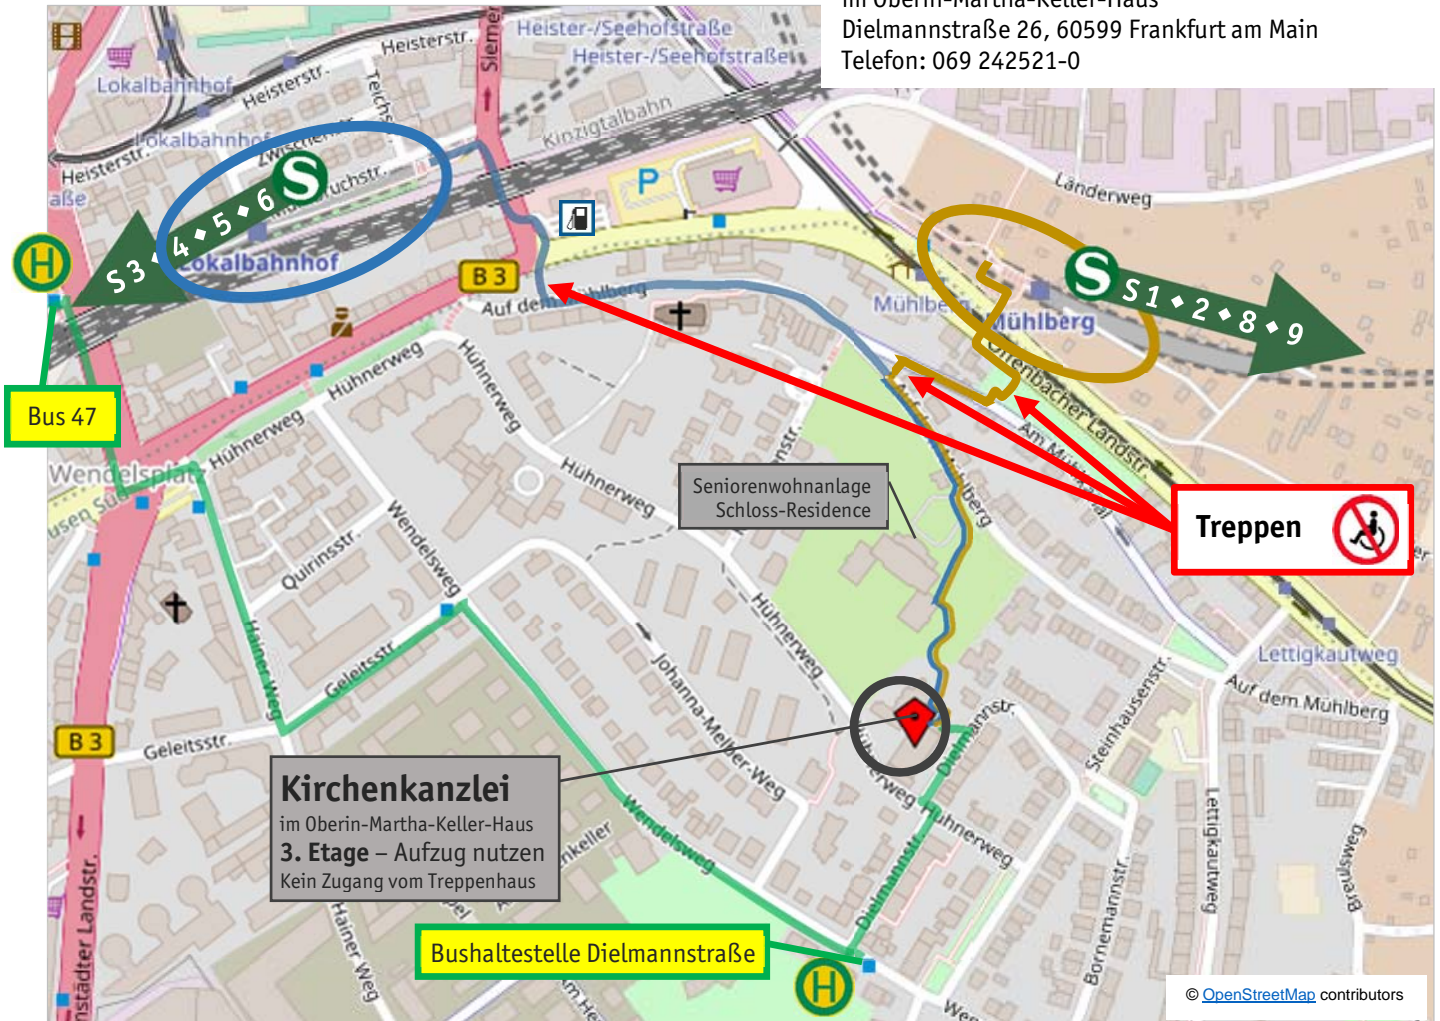 im Oberin-Martha-Keller-Haus
Dielmannstraße 26, 60599 Frankfurt am Main
Telefon: 069 242521-0
Heisterstr.
Heister-/Seehofstraße
Heister-/Seehofstraße
Lokalbahnhof
Heisterstr.
Kinzigtalbahn
Lokalbahnhof
Heisterstr.
Länderweg
S
S 3 ♦ 4 ♦ 5 ♦ 6
P
H
Lokalbahnhof
B 3
Auf dem Mühlberg
Mühlberg
Mühlberg
S
S 1 ♦ 2 ♦ 8 ♦ 9
Offenbacher Landstr.
Bus 47
Hühnerweg
Hühnerweg
Hühnerweg
Hühnerweg
Wendelsplatz
Seniorenwohnanlage
Schloss-Residence
Treppen
Quirinsstr.
Wendelsweg
Hainer Weg
Geleitsstr.
Johanna-Melber-Weg
Hühnerweg
Lettigkautweg
Auf dem Mühlberg
Steinhausenstr.
Dielmannstr.
B 3
Geleitsstr.
Kirchenkanzlei
im Oberin-Martha-Keller-Haus
3. Etage – Aufzug nutzen
Kein Zugang vom Treppenhaus
Wendelsweg
Hühnerweg
Dielmannstr.
Lettigkautweg
Bornemannstr.
Hainer Weg
Bushaltestelle Dielmannstraße
H
© OpenStreetMap contributors